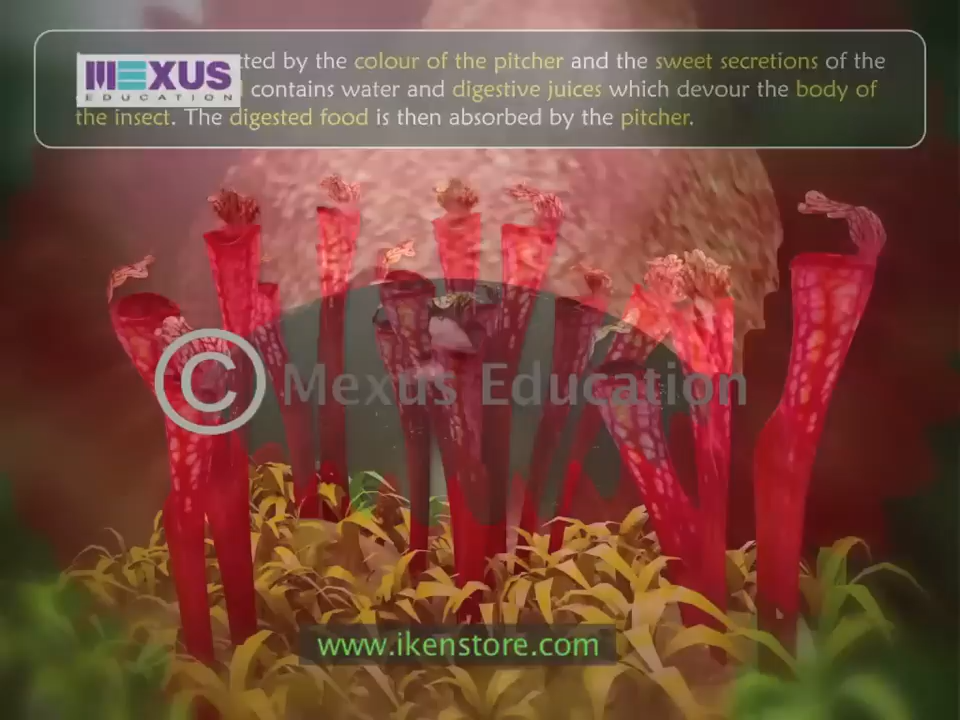 MEXUS
EDUCATION
by the colour of the pitcher and the sweet secretions of the
contains water and digestive juices which devour the body of
the insect. The digested food is then absorbed by the pitcher.
© Mexus Education
www.ikenstore.com